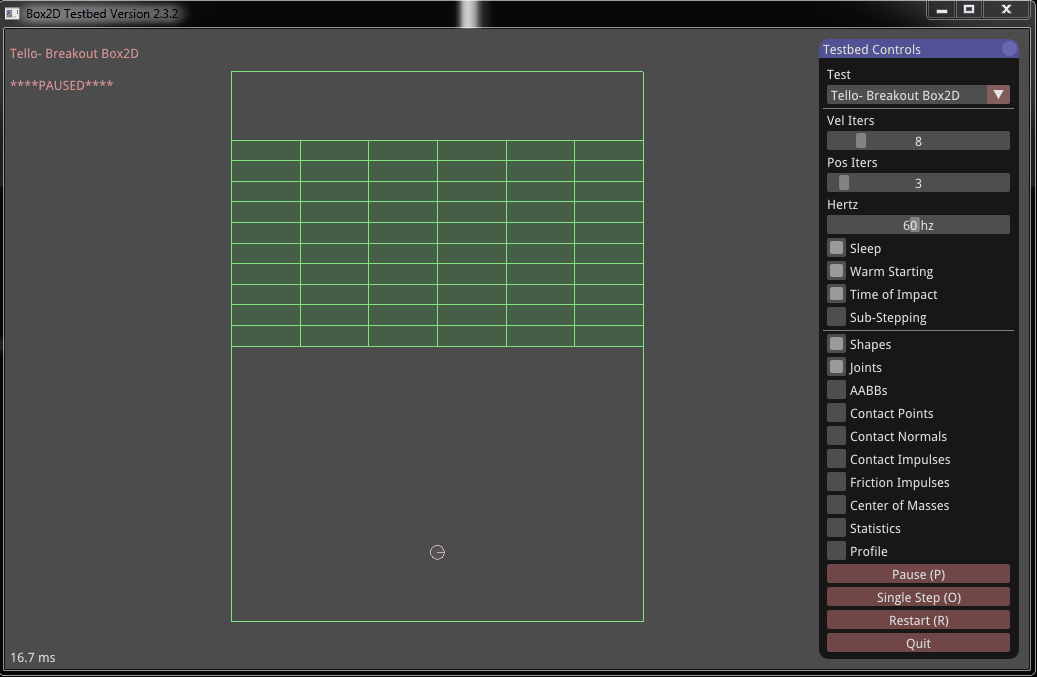 Box2D Testbed Version 2.3.2
Tello- Breakout Box2D
****PAUSED****
16.7 ms
Testbed Controls
Test
Tello- Breakout Box2D
Vel Iters
8
Pos Iters
3
Hertz
60 hz
Sleep
Warm Starting
Time of Impact
Sub-Stepping
Shapes
Joints
AABBs
Contact Points
Contact Normals
Contact Impulses
Friction Impulses
Center of Masses
Statistics
Profile
Pause (P)
Single Step (O)
Restart (R)
Quit